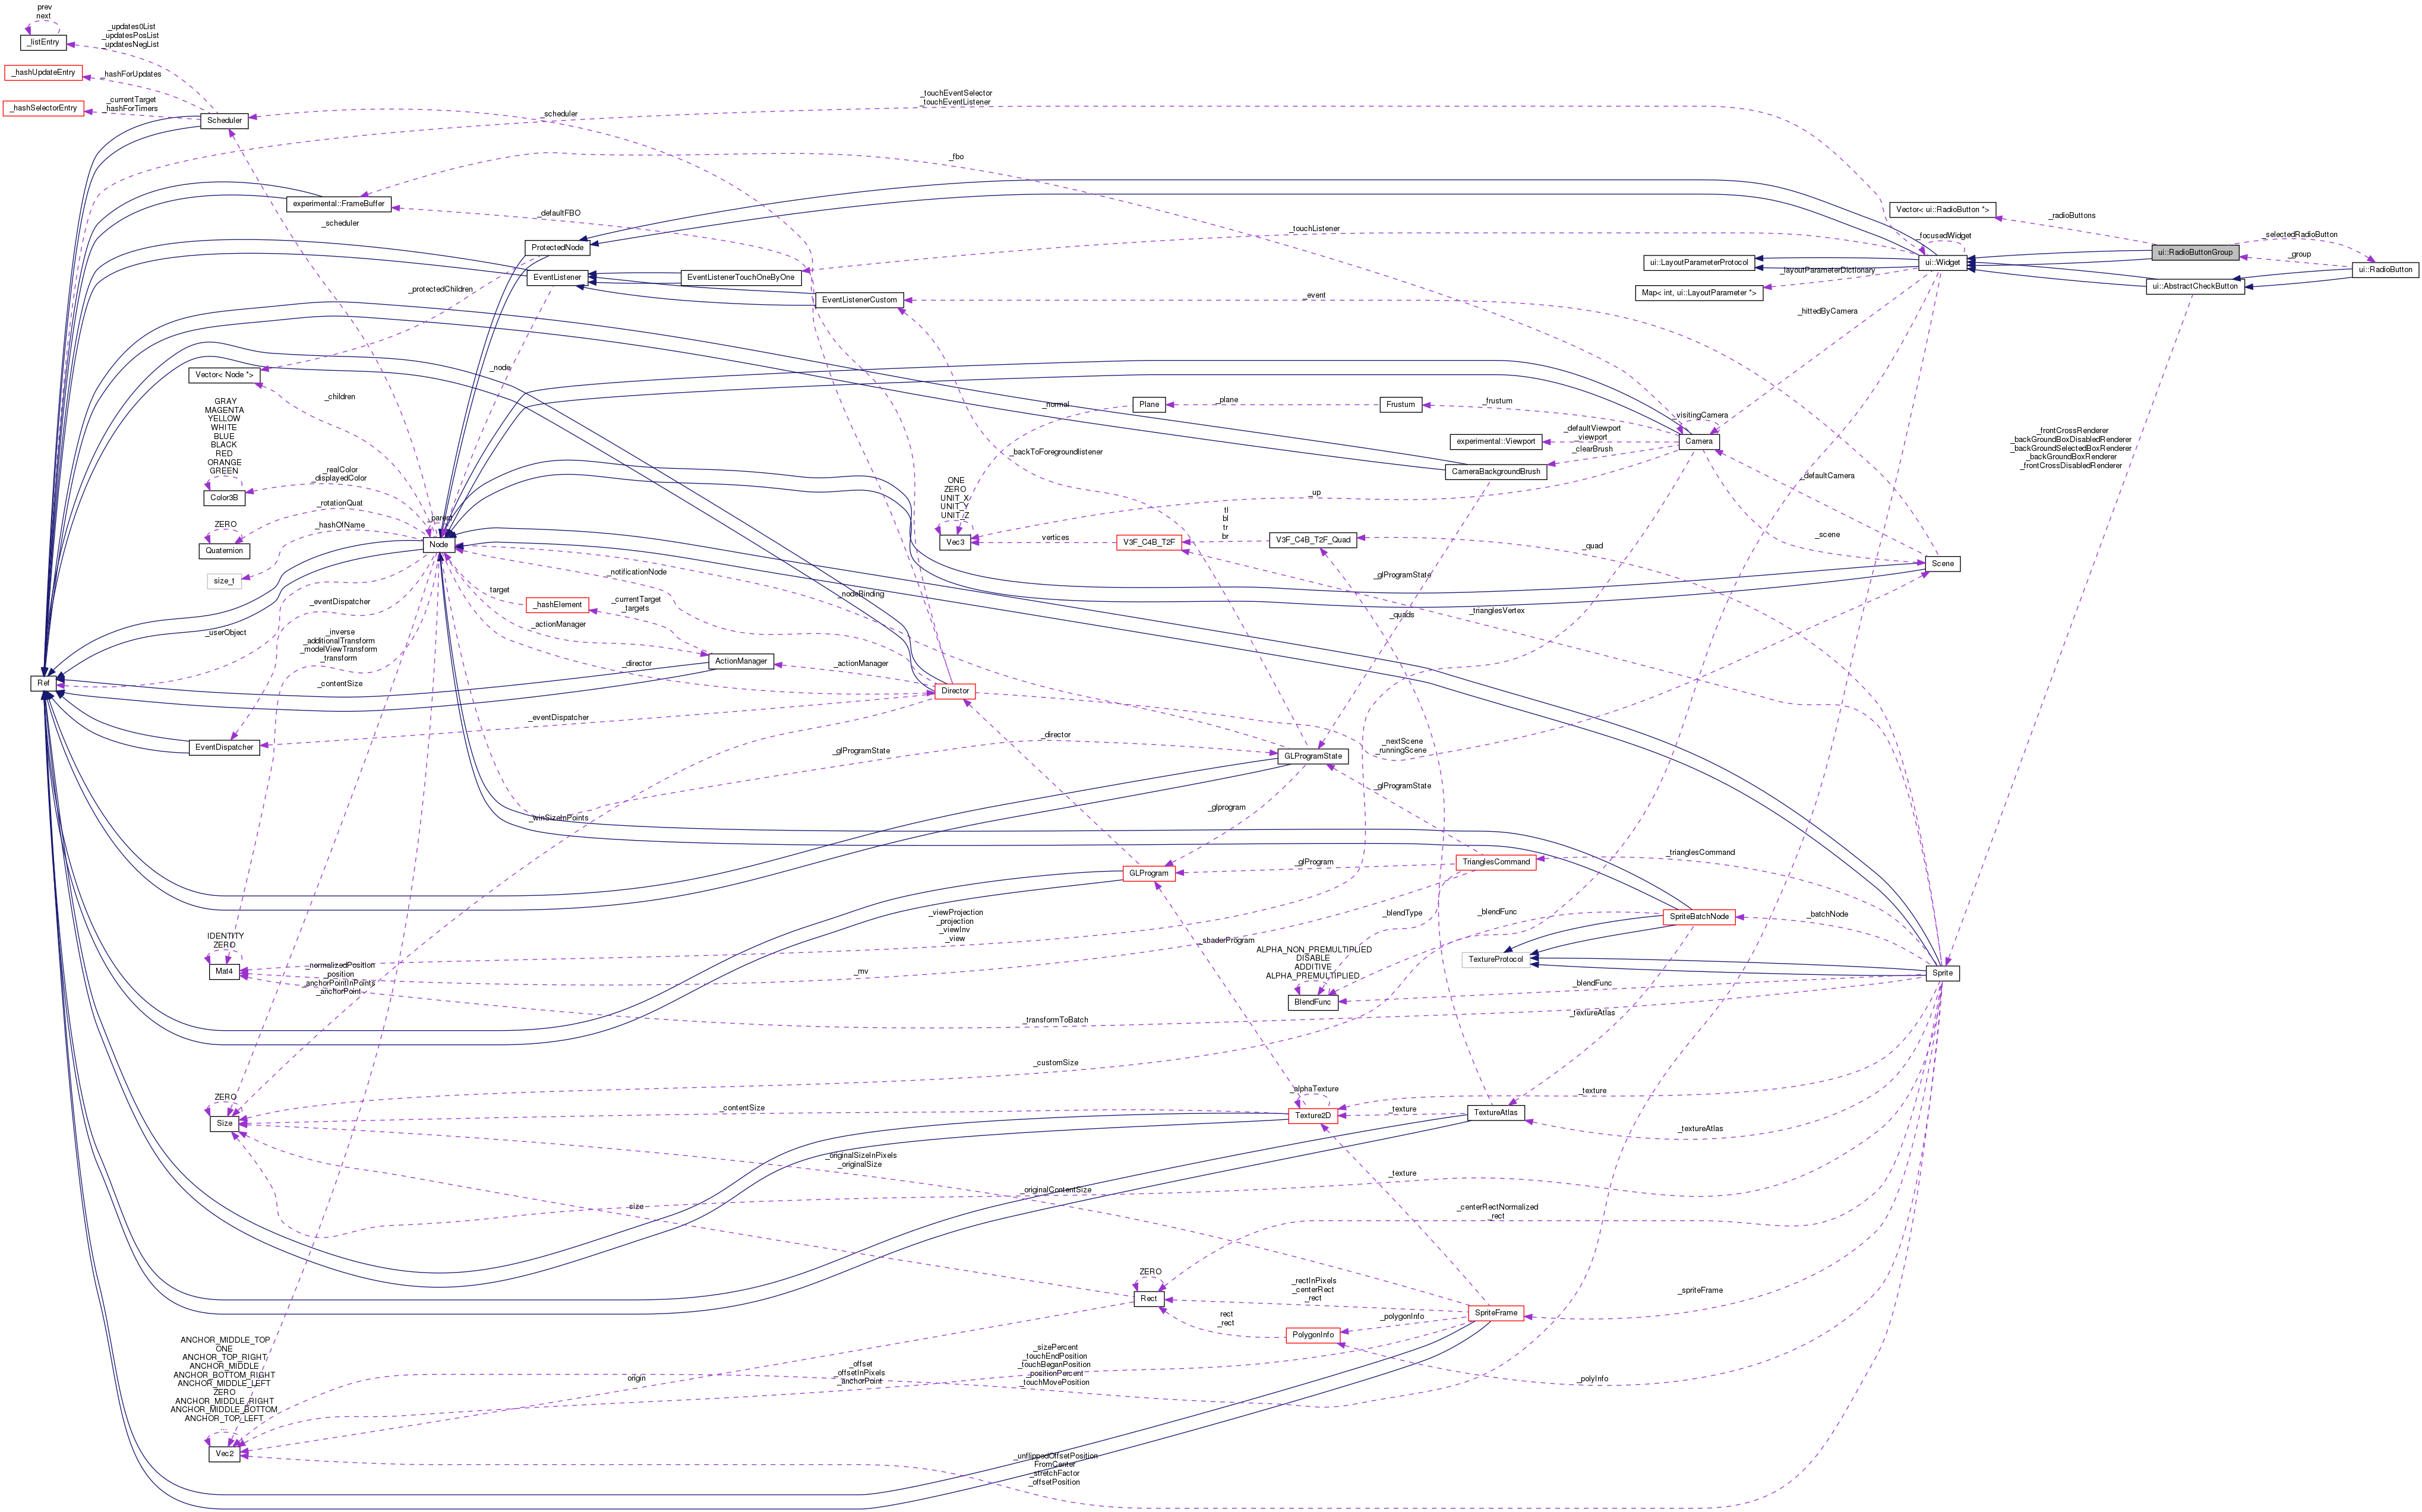 prev
next
_listEntry
_updates0List
_updatesPosList
_updatesNegList
_hashUpdateEntry
_hashForUpdates
_hashSelectorEntry
_currentTarget
_hashForTimers
Scheduler
_scheduler
_touchEventSelector
_touchEventListener
_fbo
experimental::FrameBuffer
_scheduler
_defaultFBO
ProtectedNode
_touchListener
EventListener
EventListenerTouchOneByOne
EventListenerCustom
_protectedChildren
_event
Vector< ui::RadioButton *>
_radioButtons
_focusedWidget
ui::RadioButtonGroup
_selectedRadioButton
ui::LayoutParameterProtocol
ui::Widget
_group
ui::RadioButton
_layoutParameterDictionary
Map< int, ui::LayoutParameter *>
ui::AbstractCheckButton
_hittedByCamera
Vector< Node *>
_node
_children
GRAY
MAGENTA
YELLOW
WHITE
BLUE
BLACK
RED
ORANGE
GREEN
Color3B
_realColor
_displayedColor
_normal
Plane
_plane
Frustum
_frustum
_visitingCamera
Camera
experimental::Viewport
_defaultViewport
_viewport
_clearBrush
CameraBackgroundBrush
_backToForegroundlistener
_frontCrossRenderer
_backGroundBoxDisabledRenderer
_backGroundSelectedBoxRenderer
_backGroundBoxRenderer
_frontCrossDisabledRenderer
_defaultCamera
_rotationQuat
ZERO
Quaternion
_hashOfName
size_t
_parent
Node
ONE
ZERO
UNIT_X
UNIT_Y
UNIT_Z
Vec3
_up
vertices
V3F_C4B_T2F
tl
bl
tr
br
V3F_C4B_T2F_Quad
_quad
_scene
Scene
_notificationNode
_glProgramState
_nodeBinding
target
_hashElement
_currentTarget
_targets
_eventDispatcher
_actionManager
_quads
_trianglesVertex
_userObject
_inverse
_additionalTransform
_modelViewTransform
_transform
_director
ActionManager
_actionManager
_contentSize
Ref
Director
_eventDispatcher
EventDispatcher
_director
_glProgramState
GLProgramState
_nextScene
_runningScene
_glProgramState
_winSizeInPoints
_glprogram
_trianglesCommand
GLProgram
_glProgram
TrianglesCommand
_viewProjection
_projection
_viewInv
_view
_blendType
_blendFunc
SpriteBatchNode
_batchNode
_shaderProgram
IDENTITY
ZERO
Mat4
_normalizedPosition
_position
_anchorPointInPoints
_anchorPoint
_mv
ALPHA_NON_PREMULTIPLIED
DISABLE
ADDITIVE
ALPHA_PREMULTIPLIED
BlendFunc
TextureProtocol
Sprite
_blendFunc
_transformToBatch
_textureAtlas
_customSize
_alphaTexture
_texture
ZERO
Size
_contentSize
Texture2D
_texture
TextureAtlas
_textureAtlas
_originalSizeInPixels
_originalSize
_texture
_originalContentSize
size
_centerRectNormalized
_rect
ZERO
Rect
_rectInPixels
_centerRect
_rect
_spriteFrame
SpriteFrame
rect
_rect
PolygonInfo
_polygonInfo
ANCHOR_MIDDLE_TOP
ONE
ANCHOR_TOP_RIGHT
ANCHOR_MIDDLE
ANCHOR_BOTTOM_RIGHT
ANCHOR_MIDDLE_LEFT
ZERO
ANCHOR_MIDDLE_RIGHT
ANCHOR_MIDDLE_BOTTOM
ANCHOR_TOP_LEFT
Vec2
origin
_offset
_offsetInPixels
_anchorPoint
_sizePercent
_touchEndPosition
_touchBeganPosition
_positionPercent
_touchMovePosition
_polyInfo
_unflippedOffsetPosition
FromCenter
_stretchFactor
_offsetPosition